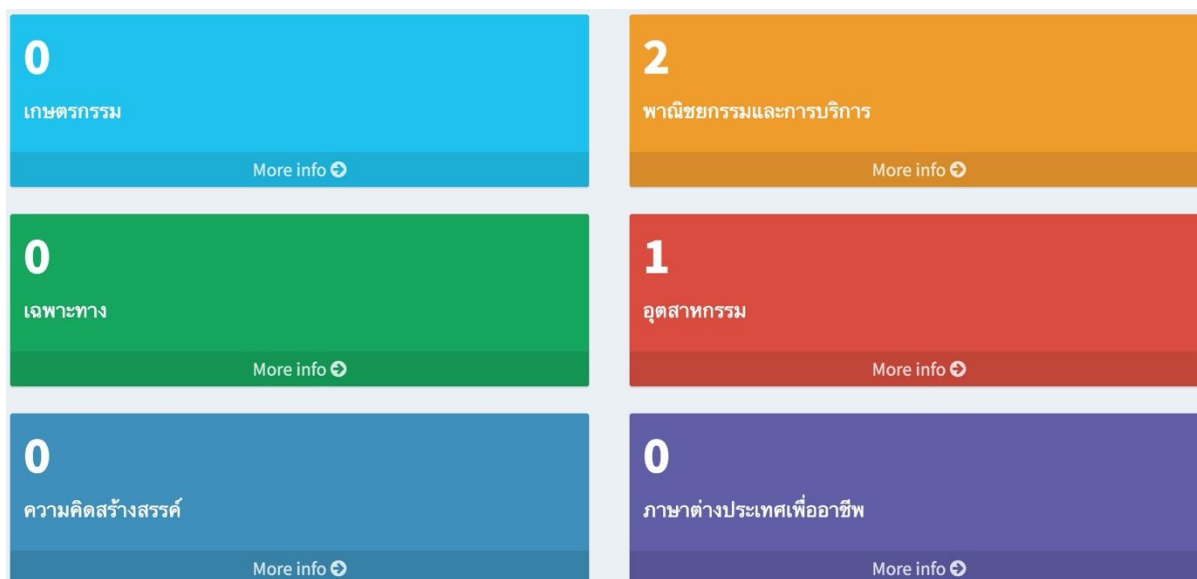 0
เกษตรกรรม
More info
2
พาณิชยกรรมและการบริการ
More info
0
เฉพาะทาง
More info
1
อุตสาหกรรม
More info
0
ความคิดสร้างสรรค์
More info
0
ภาษาต่างประเทศเพื่ออาชีพ
More info